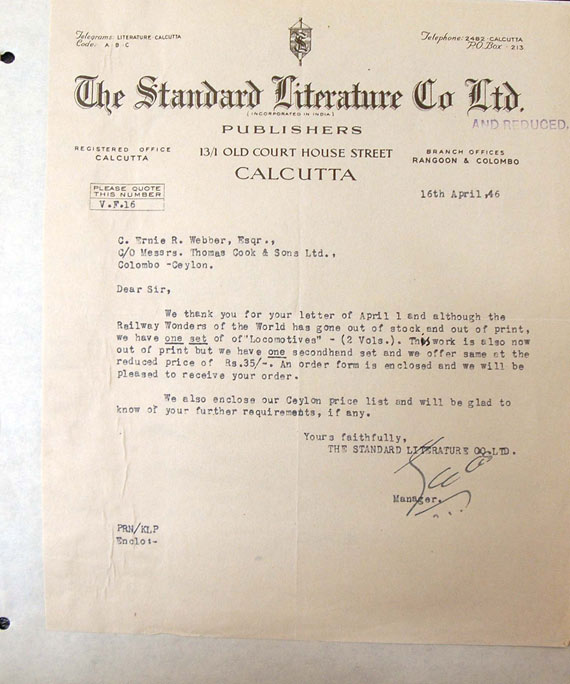 Telegrams: LITERATURE·CALCUTTA
Code: A·B·C
Telephone: 2482·CALCUTTA
P.O. Box · 213
The Standard Literature Co Ltd.
(INCORPORATED IN INDIA)
AND REDUCED.
PUBLISHERS
REGISTERED OFFICE
CALCUTTA
13/1 OLD COURT HOUSE STREET
CALCUTTA
BRANCH OFFICES
RANGOON & COLOMBO
PLEASE QUOTE
THIS NUMBER
V.F.16
16th April,46
C. Ernie R. Webber, Esqr.,
C/O Messrs. Thomas Cook & Sons Ltd.,
Colombo -Ceylon.
Dear Sir,
We thank you for your letter of April 1 and although the
Railway Wonders of the World has gone out of stock and out of print,
we have one set of of "Locomotives" - (2 Vols.). This work is also now
out of print but we have one secondhand set and we offer same at the
reduced price of Rs.35/-. An order form is enclosed and we will be
pleased to receive your order.
We also enclose our Ceylon price list and will be glad to
know of your further requirements, if any.
Yours faithfully,
THE STANDARD LITERATURE CO.LTD.
Manager.
PRN/KLP
Enclo:-